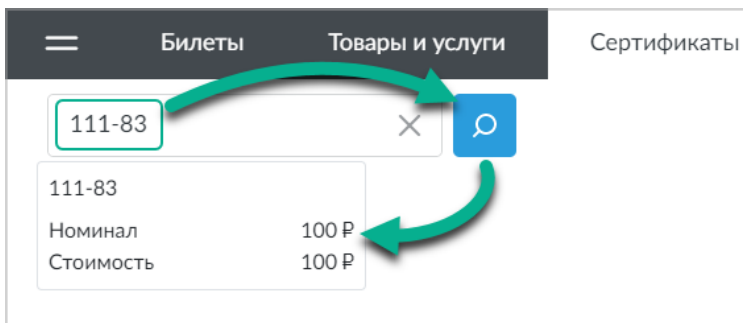 Билеты Товары и услуги Сертификаты
111-83
111-83
Номинал 100 ₽
Стоимость 100 ₽